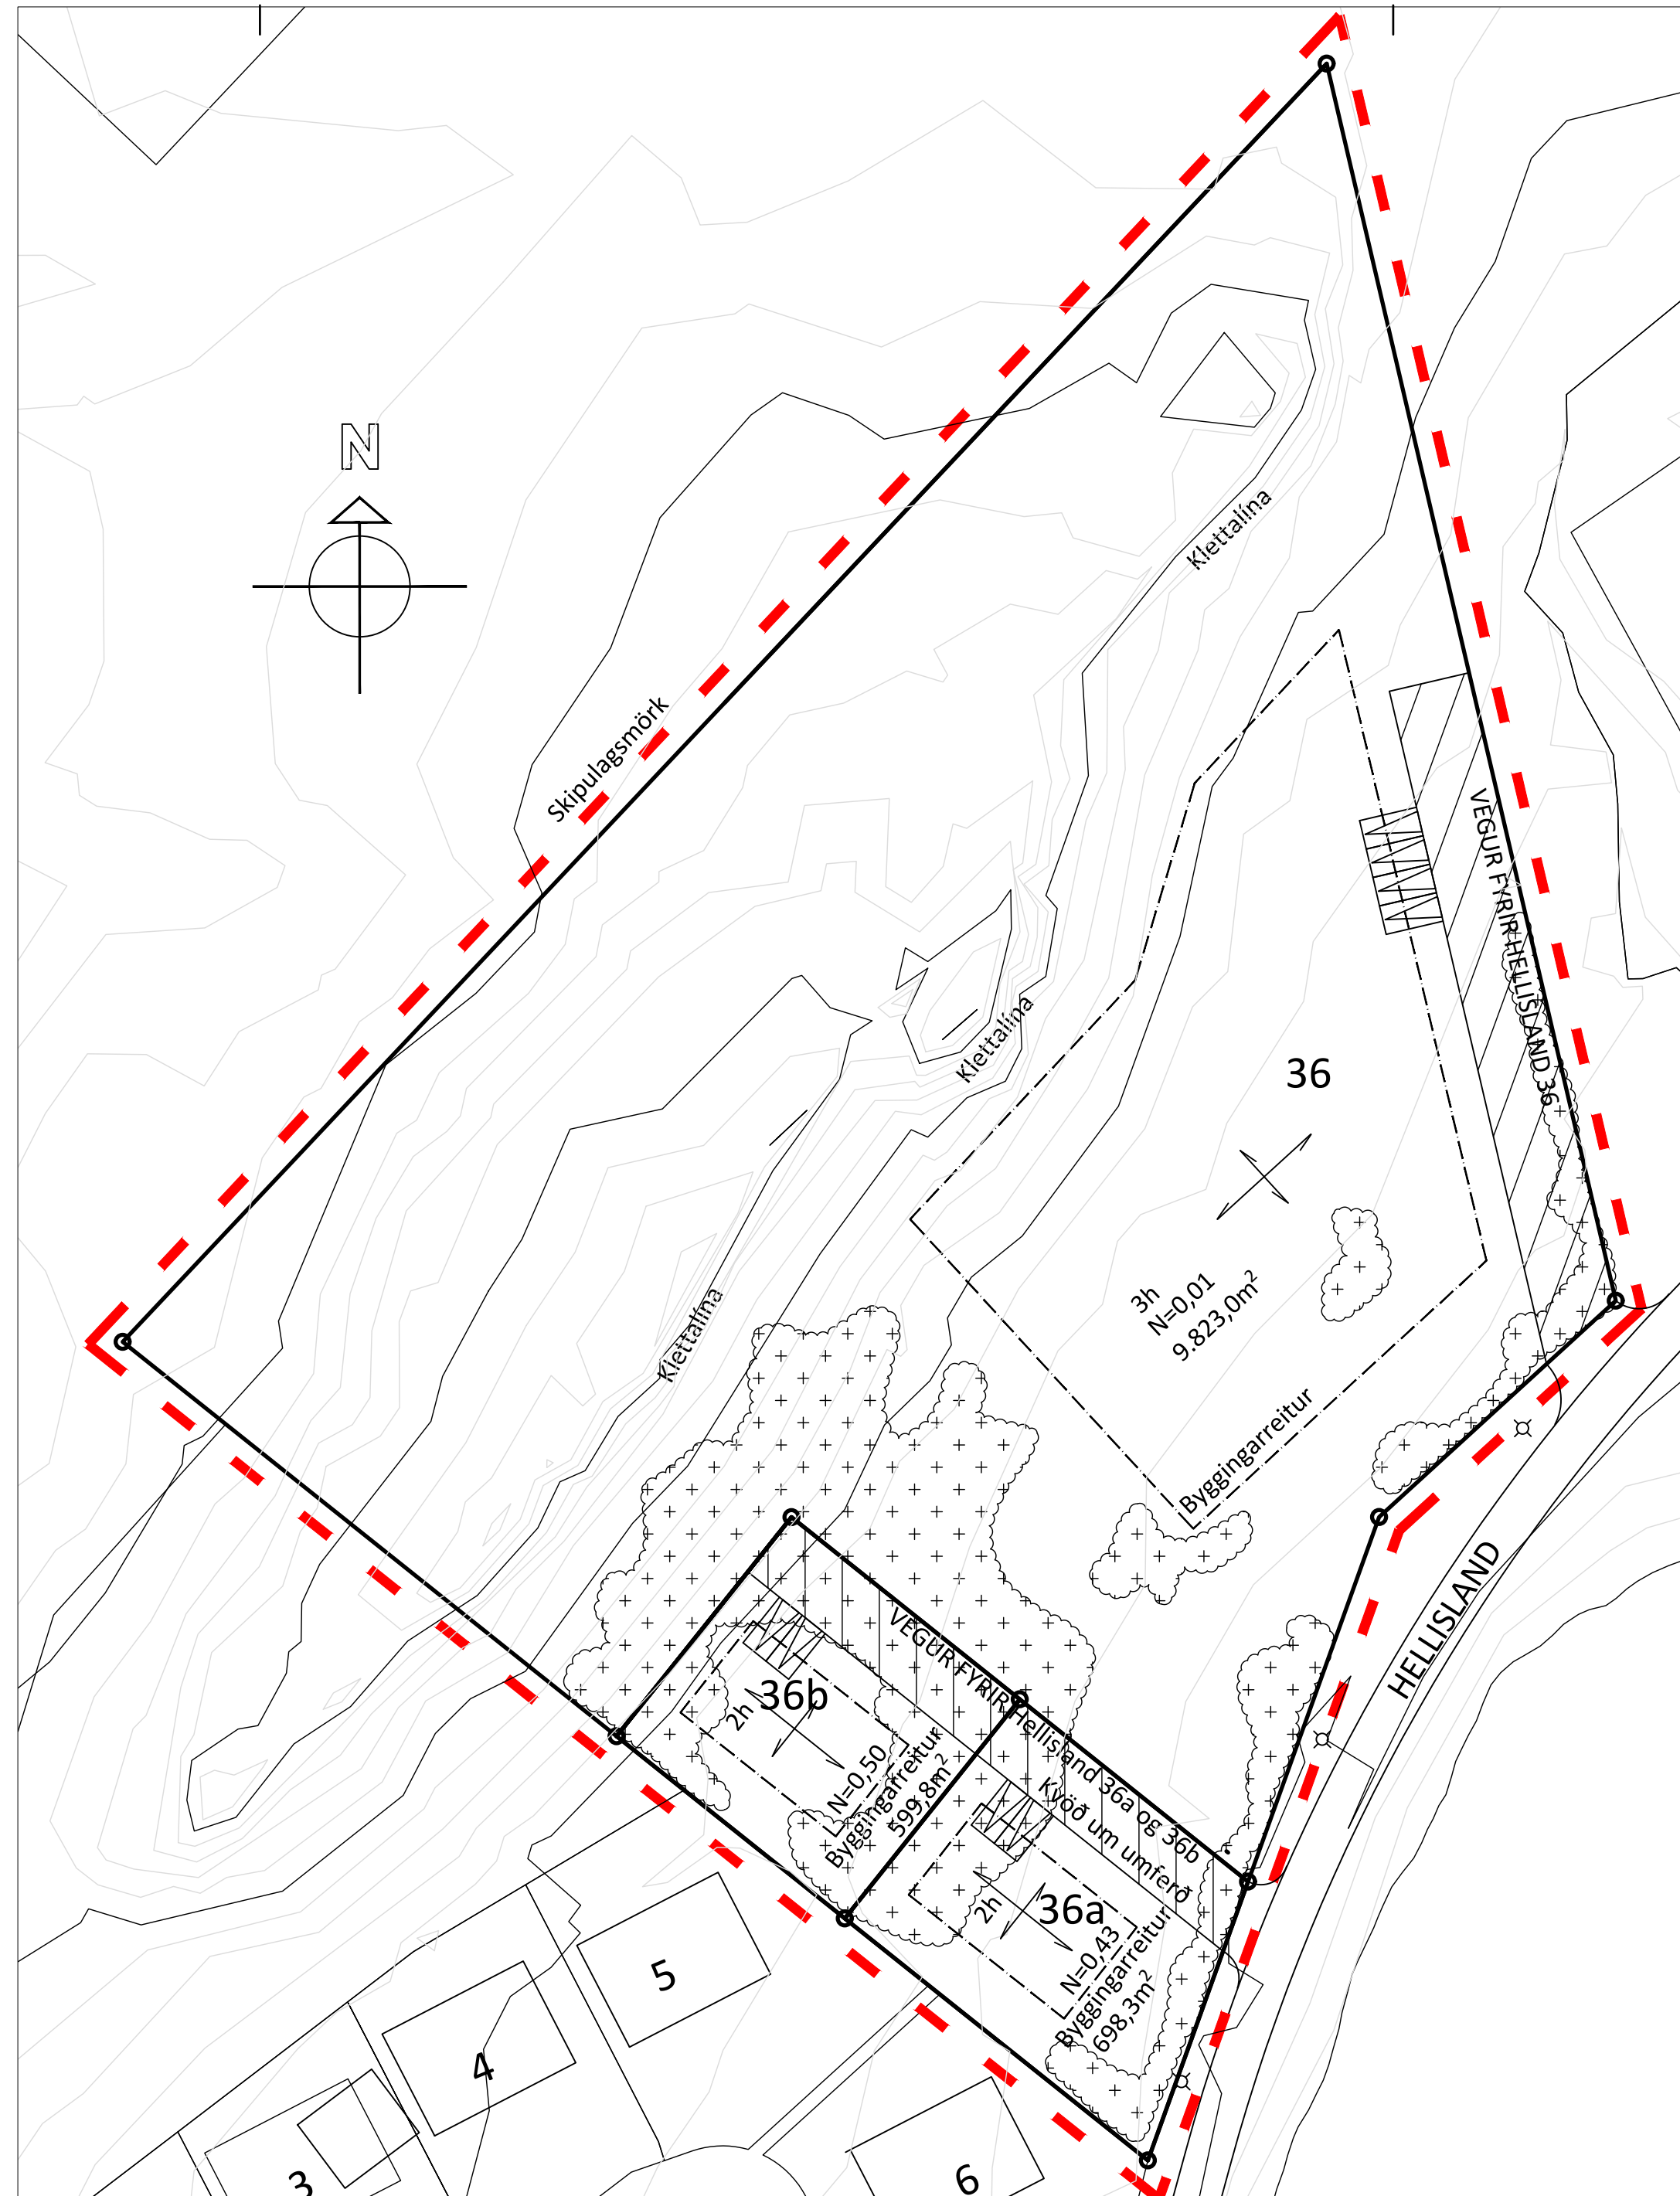 N
Klettalína
Skipulagsmörk
VEGUR FYRIR HELLISLAND 36
Klettalína
36
3h
N=0,01
9.823,0m²
Klettalína
Byggingarreitur
HELLISLAND
VEGUR FYRIR Hellisland 36a og 36b
Kvöð um umferð
36b
2h
N=0,50
Byggingarreitur
599,8m²
36a
2h
N=0,43
Byggingarreitur
698,3m²
5
4
3
6